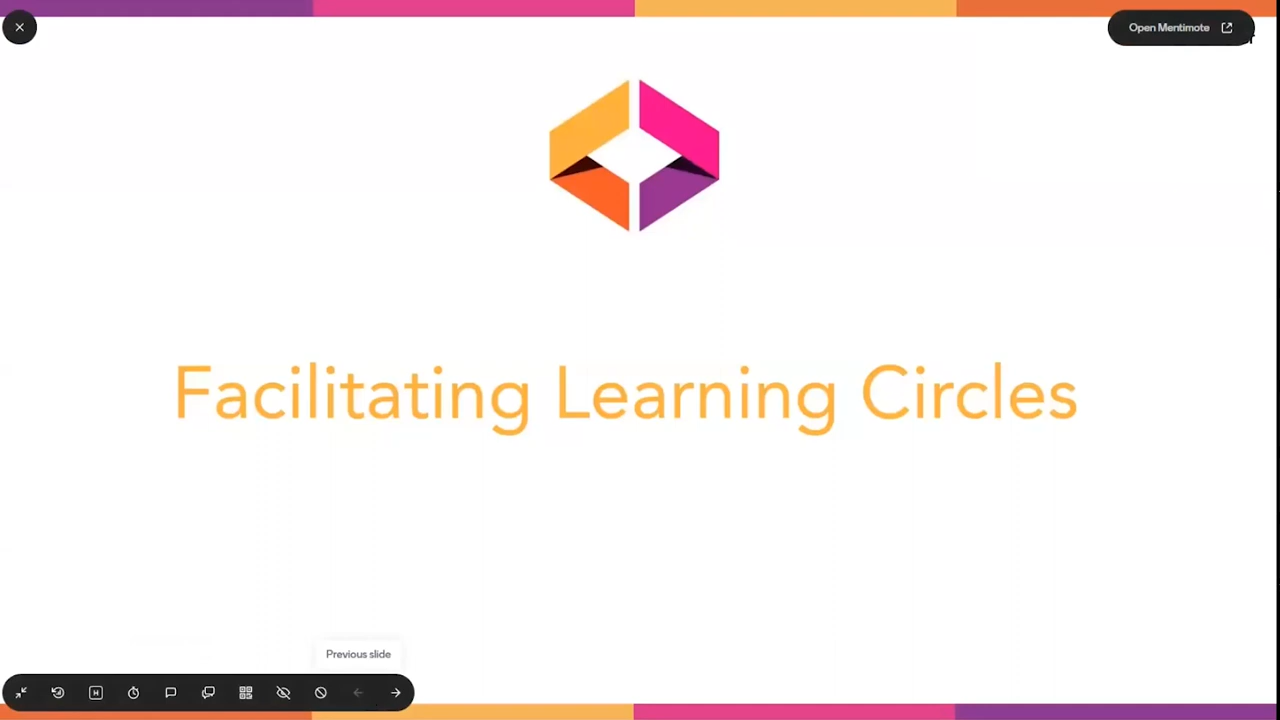 Open Mentimote
Facilitating Learning Circles
Previous slide
H